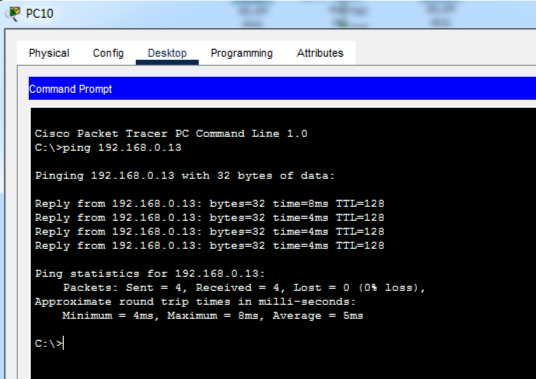 PC10
Physical Config Desktop Programming Attributes
Command Prompt
Cisco Packet Tracer PC Command Line 1.0
C:\>ping 192.168.0.13
Pinging 192.168.0.13 with 32 bytes of data:
Reply from 192.168.0.13: bytes=32 time=8ms TTL=128
Reply from 192.168.0.13: bytes=32 time=4ms TTL=128
Reply from 192.168.0.13: bytes=32 time=4ms TTL=128
Reply from 192.168.0.13: bytes=32 time=4ms TTL=128
Ping statistics for 192.168.0.13:
Packets: Sent = 4, Received = 4, Lost = 0 (0% loss),
Approximate round trip times in milli-seconds:
Minimum = 4ms, Maximum = 8ms, Average = 5ms
C:\>